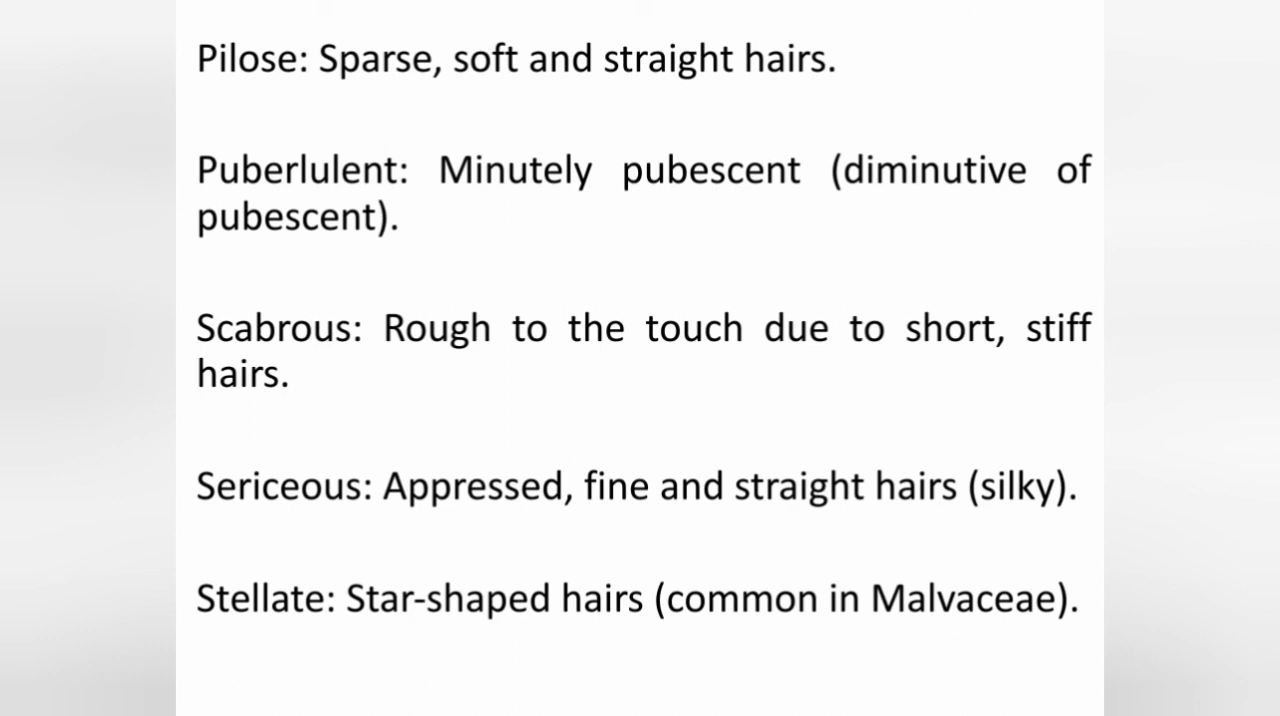 Pilose: Sparse, soft and straight hairs.
Puberlulent: Minutely pubescent (diminutive of
pubescent).
Scabrous: Rough to the touch due to short, stiff
hairs.
Sericeous: Appressed, fine and straight hairs (silky).
Stellate: Star-shaped hairs (common in Malvaceae).